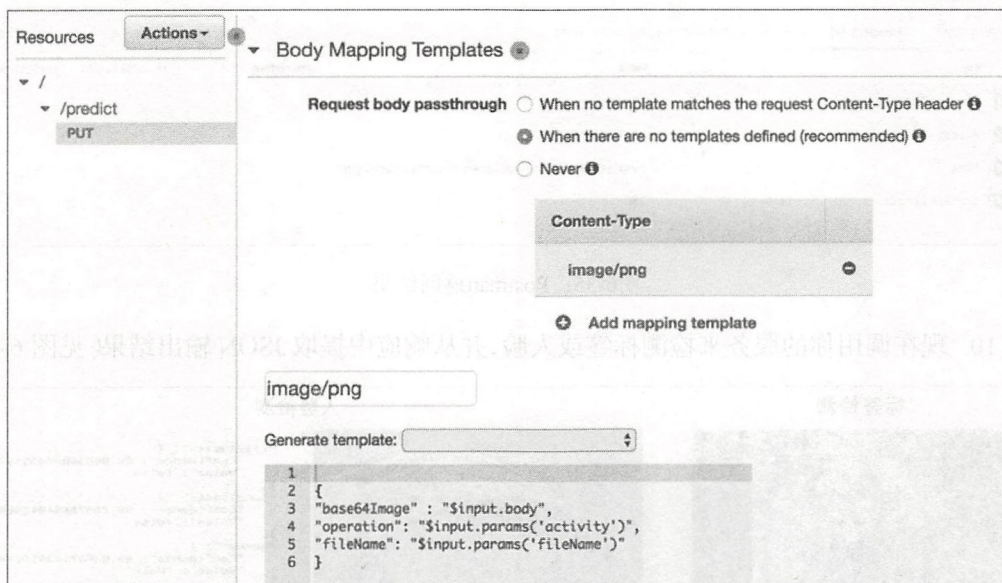 Resources
Actions
Body Mapping Templates
/
/predict
PUT
Request body passthrough
When no template matches the request Content-Type header
When there are no templates defined (recommended)
Never
Content-Type
image/png
Add mapping template
image/png
Generate template:
1
2 {
3 "base64Image" : "$input.body",
4 "operation": "$input.params('activity')",
5 "fileName": "$input.params('fileName')"
6 }